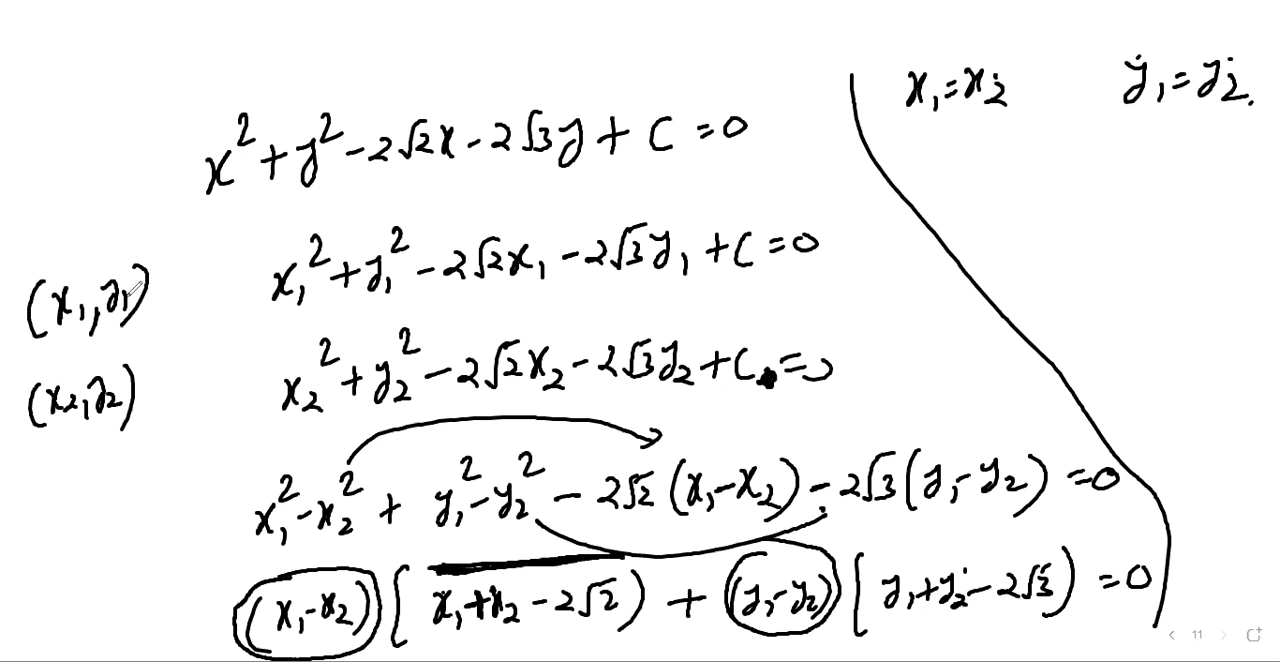 x₁=x₂ y₁=y₂.
x²+y²-2√2x-2√3y+C=0
(x₁,y₁) x₁²+y₁²-2√2x₁-2√3y₁+C=0
(x₂,y₂) x₂²+y₂²-2√2x₂-2√3y₂+C=0
x₁²-x₂²+y₁²-y₂²-2√2(x₁-x₂)-2√3(y₁-y₂)=0
(x₁-x₂)[x₁+x₂-2√2)+(y₁-y₂)[y₁+y₂-2√3)=0
11